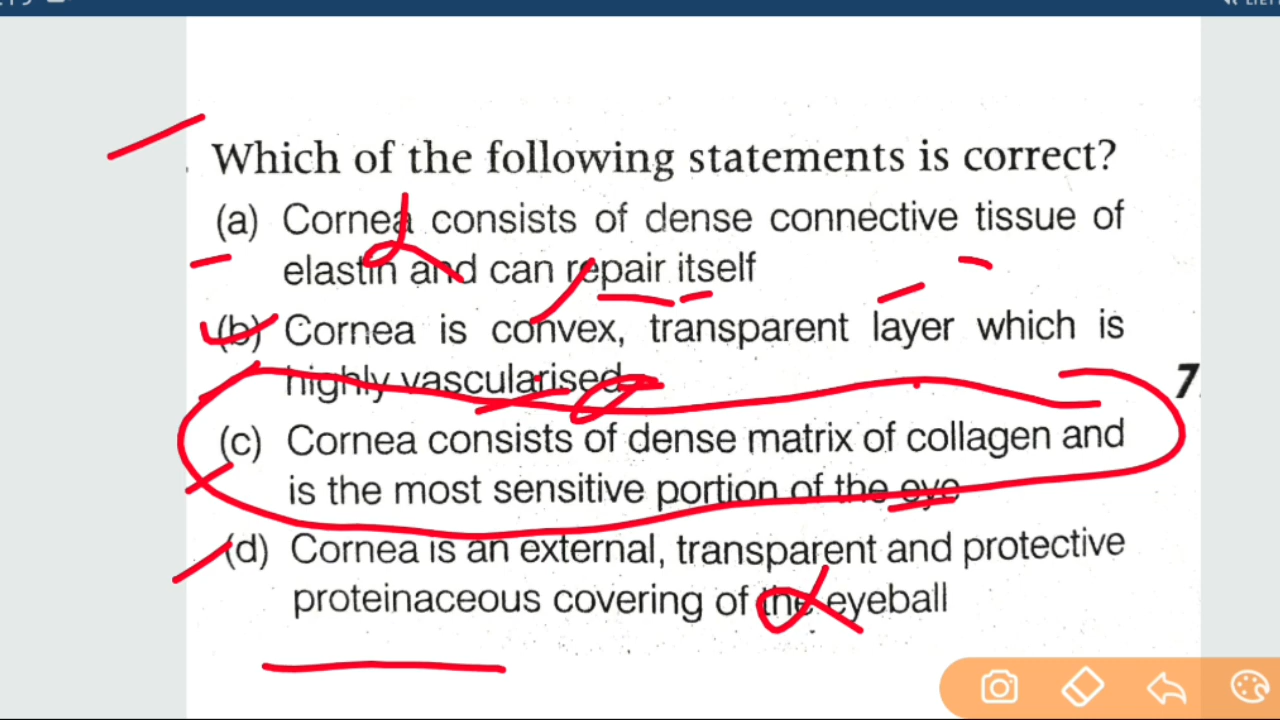 Which of the following statements is correct?
(a) Cornea consists of dense connective tissue of
elastin and can repair itself
(b) Cornea is convex, transparent layer which is
highly vascularised
(c) Cornea consists of dense matrix of collagen and
is the most sensitive portion of the eye
(d) Cornea is an external, transparent and protective
proteinaceous covering of the eyeball
7